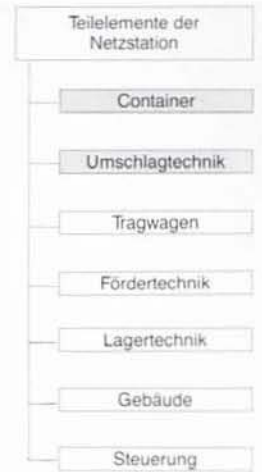 Teilelemente der
Netzstation
Container
Umschlagtechnik
Tragwagen
Fördertechnik
Lagertechnik
Gebäude
Steuerung